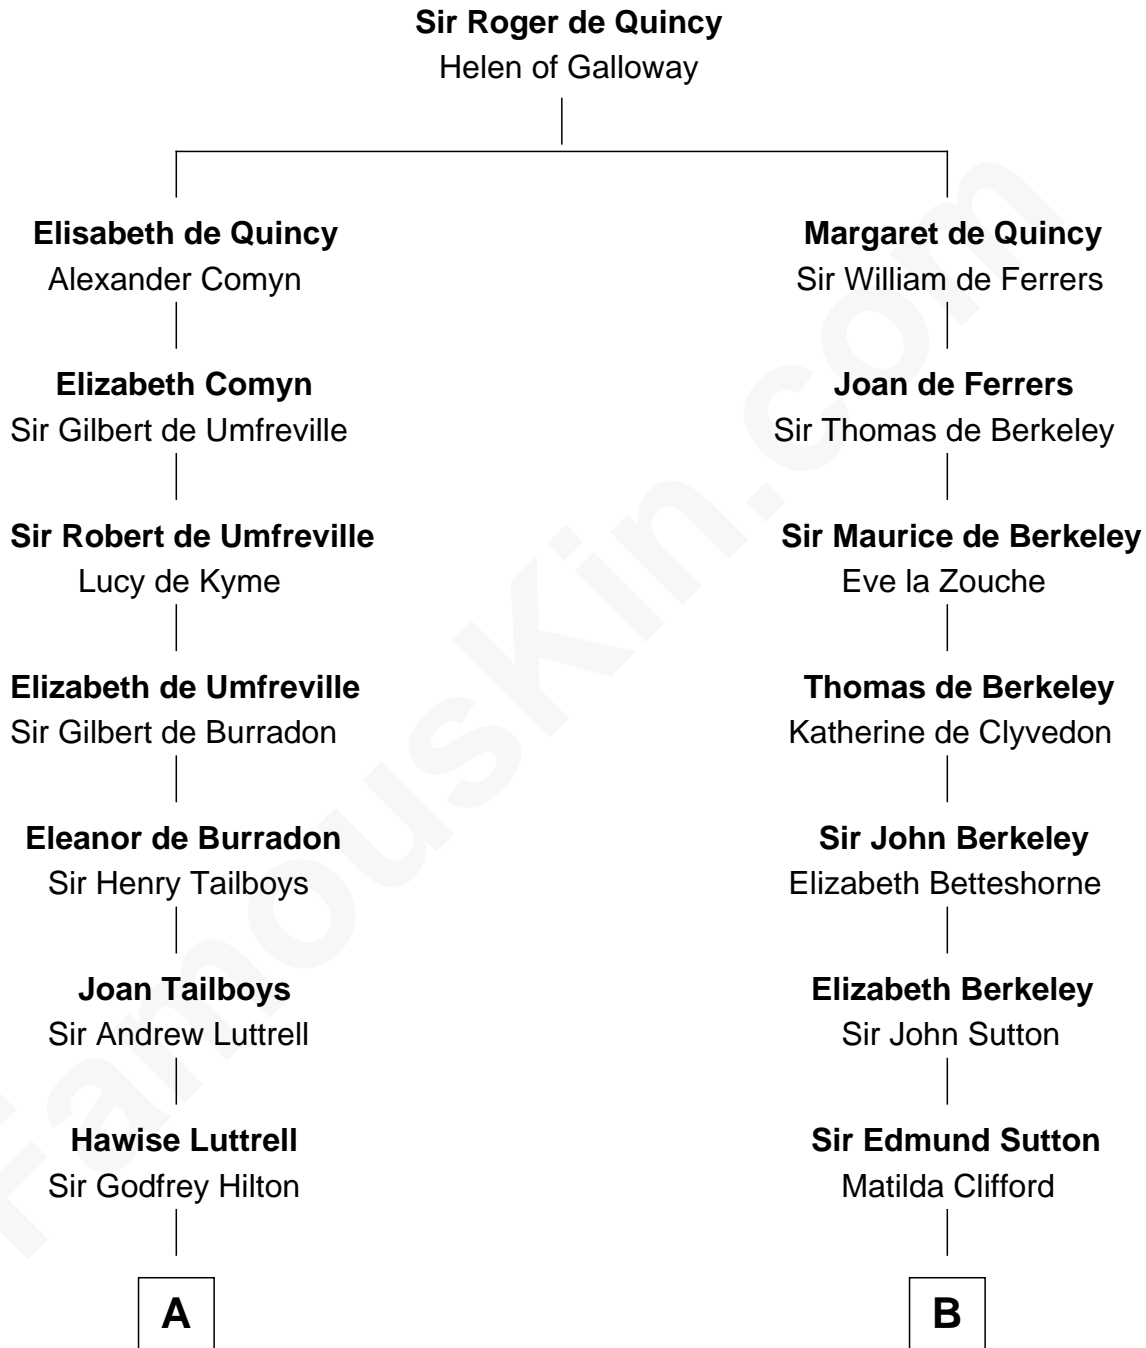 Sir Roger de Quincy
Helen of Galloway
Elisabeth de Quincy
Alexander Comyn
Margaret de Quincy
Sir William de Ferrers
Elizabeth Comyn
Sir Gilbert de Umfreville
Joan de Ferrers
Sir Thomas de Berkeley
Sir Robert de Umfreville
Lucy de Kyme
Sir Maurice de Berkeley
Eve la Zouche
Elizabeth de Umfreville
Sir Gilbert de Burradon
Thomas de Berkeley
Katherine de Clyvedon
Eleanor de Burradon
Sir Henry Tailboys
Sir John Berkeley
Elizabeth Betteshorne
Joan Tailboys
Sir Andrew Luttrell
Elizabeth Berkeley
Sir John Sutton
Hawise Luttrell
Sir Godfrey Hilton
Sir Edmund Sutton
Matilda Clifford
A
B
FamousKin.com